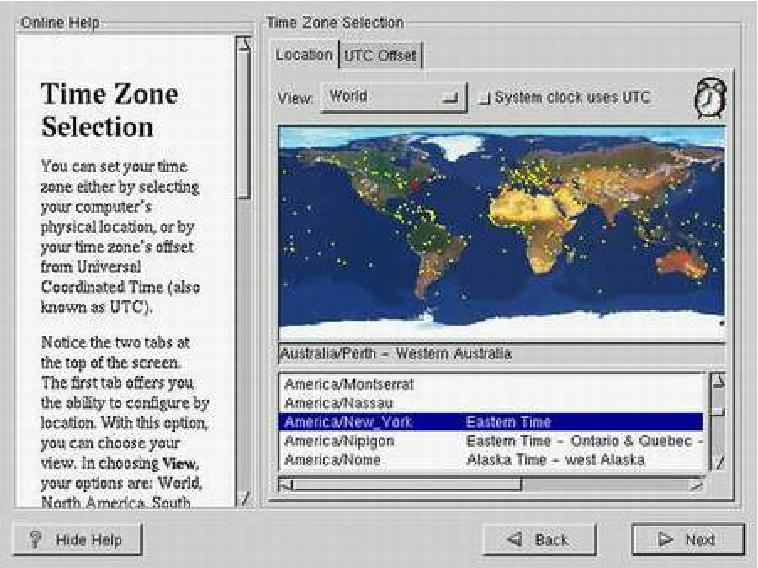 Online Help
Time Zone
Selection
You can set your time
zone either by selecting
your computer's
physical location, or by
your time zone's offset
from Universal
Coordinated Time (also
known as UTC).
Notice the two tabs at
the top of the screen.
The first tab offers you
the ability to configure by
location. With this option,
you can choose your
view. In choosing View,
your options are: World,
North America, South
Time Zone Selection
Location UTC Offset
View: World System clock uses UTC
Australia/Perth - Western Australia
America/Montserrat
America/Nassau
America/New_York Eastern Time
America/Nipigon Eastern Time - Ontario & Quebec -
America/Nome Alaska Time - west Alaska
Hide Help Back Next